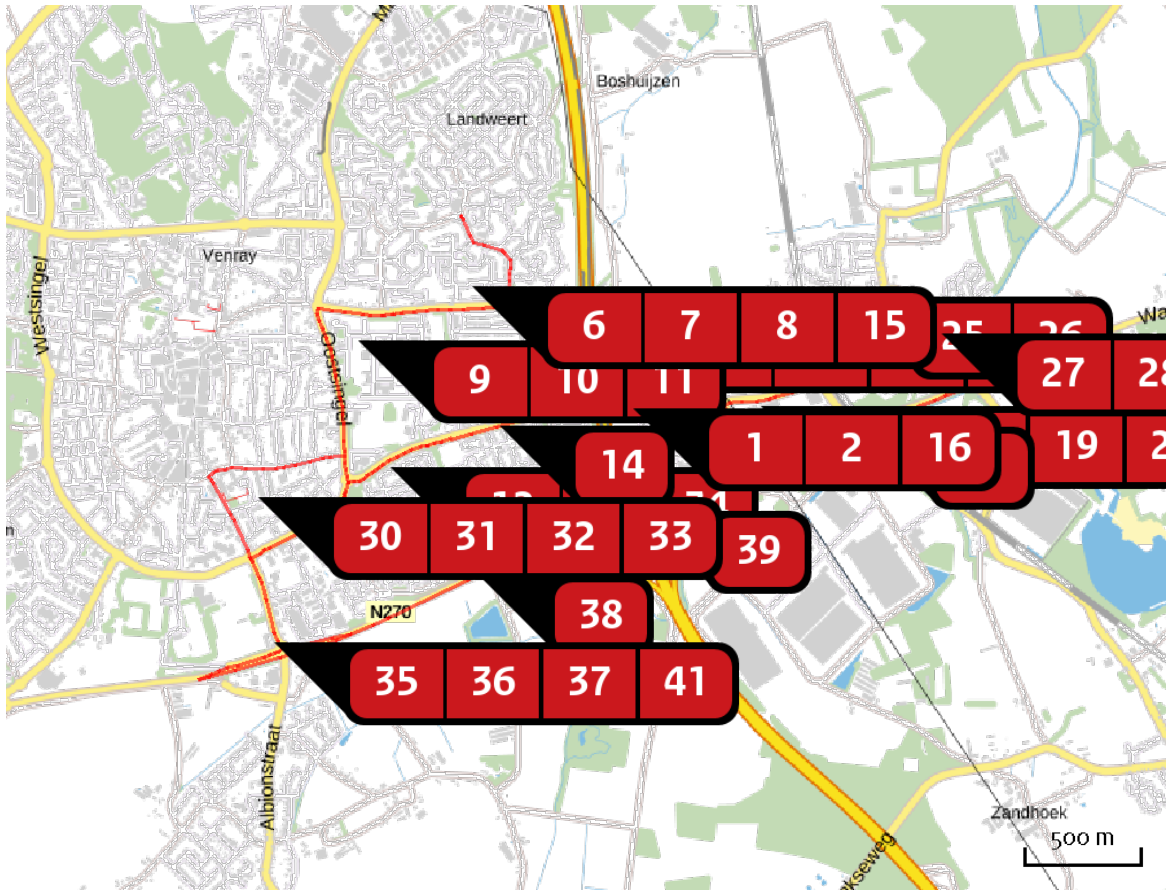 Boshuijzen
Landweert
Venray
Westsingel
Oostsingel
6 7 8 15 25 26
27
9 10 11
1 2 16 19
14
30 31 32 33 39
N270
38
35 36 37 41
Albionstraat
Zandhoek
500 m